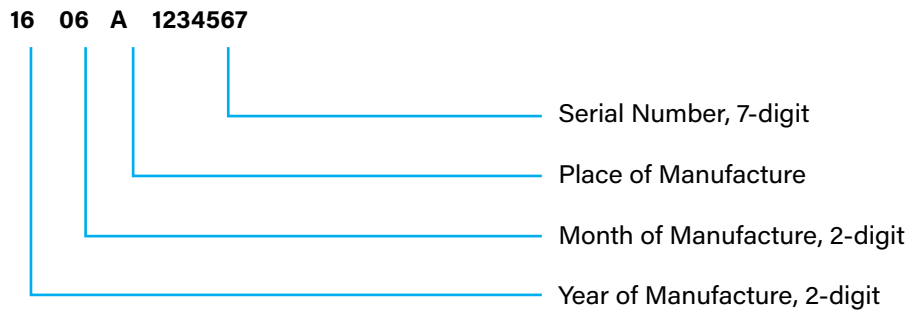 16 06 A 1234567
Serial Number, 7-digit
Place of Manufacture
Month of Manufacture, 2-digit
Year of Manufacture, 2-digit